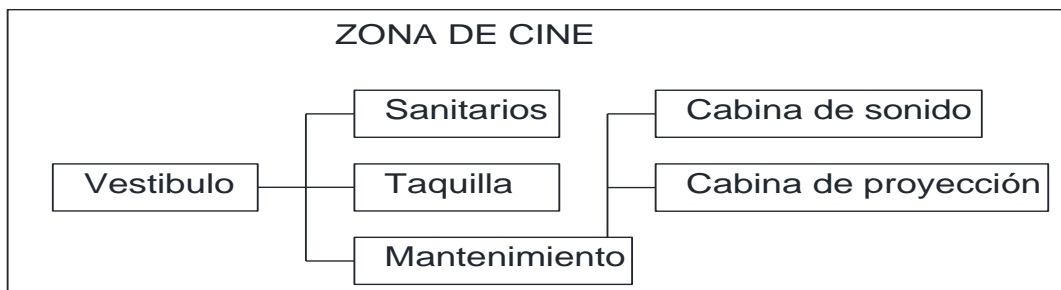 ZONA DE CINE
Sanitarios
Cabina de sonido
Vestibulo
Taquilla
Cabina de proyección
Mantenimiento